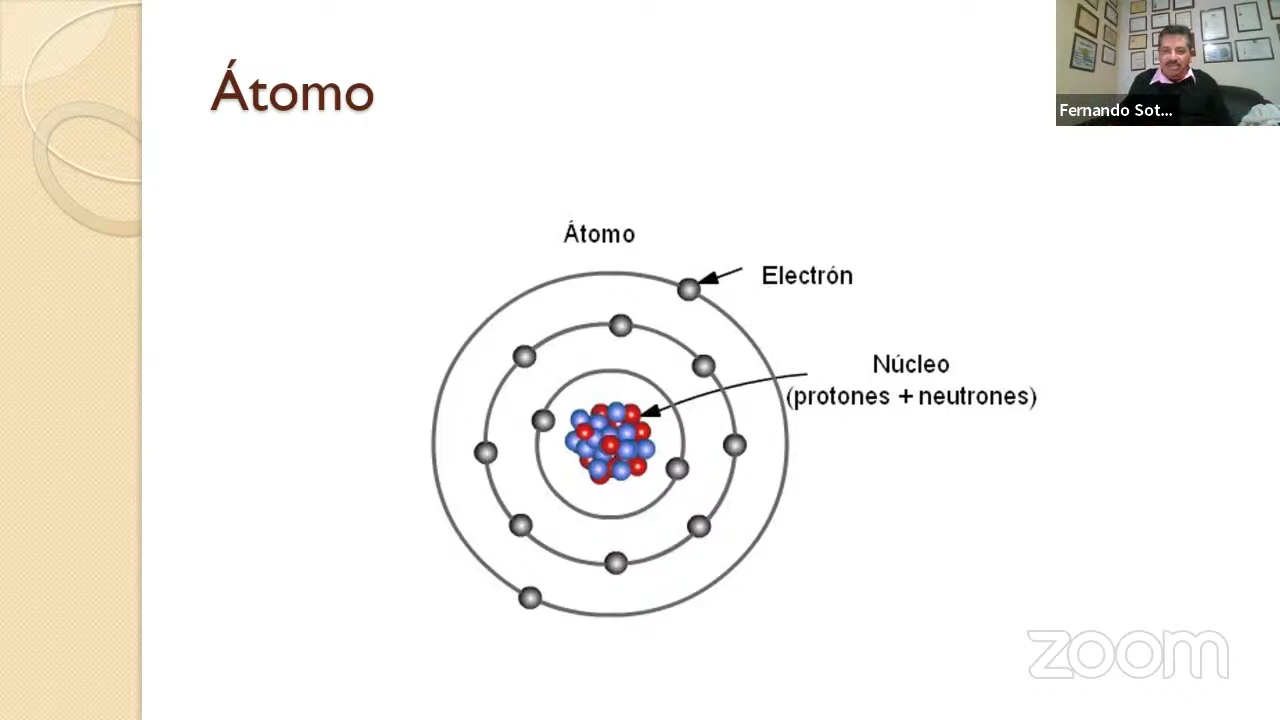 Átomo
Fernando Sot...
Átomo
Electrón
Núcleo
(protones + neutrones)
zoom